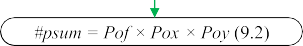 #psum = Pof × Pox × Poy (9.2)